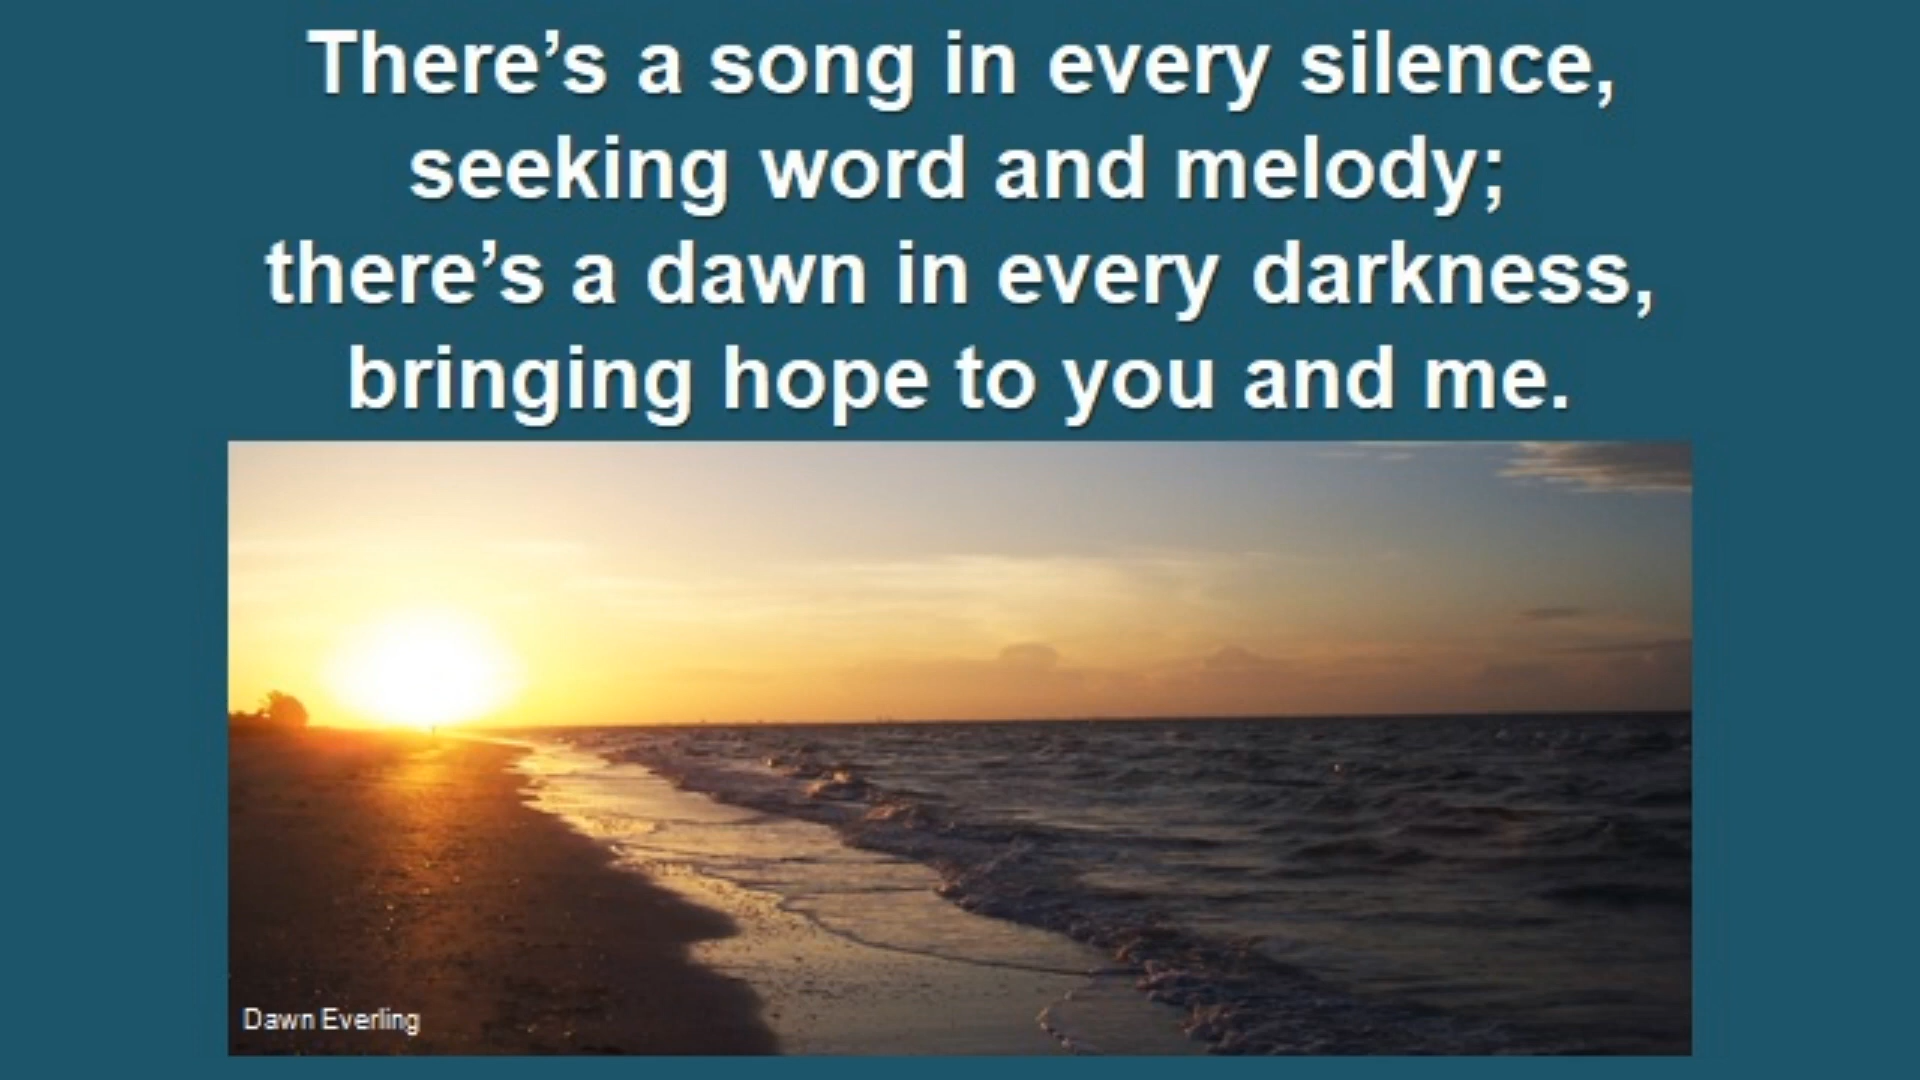 There’s a song in every silence,
seeking word and melody;
there’s a dawn in every darkness,
bringing hope to you and me.
Dawn Everling